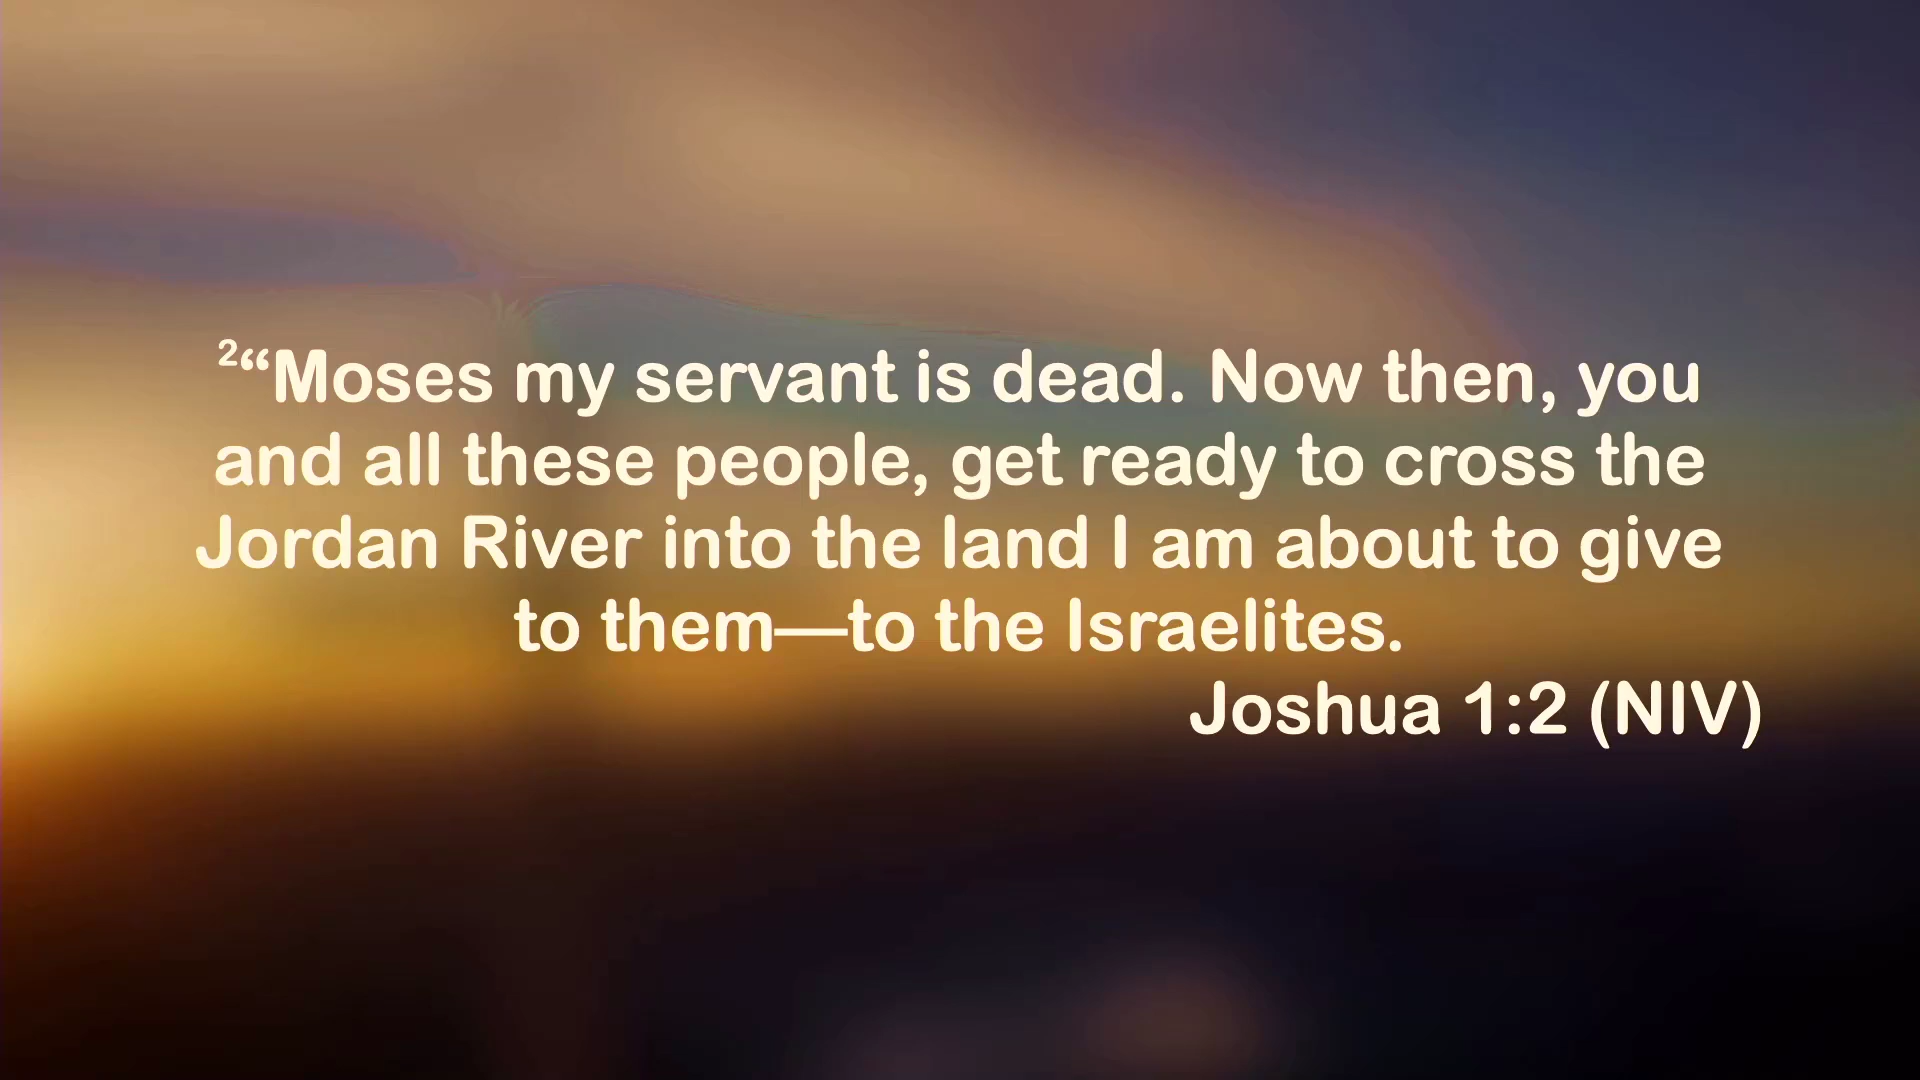 ²“Moses my servant is dead. Now then, you
and all these people, get ready to cross the
Jordan River into the land I am about to give
to them—to the Israelites.
Joshua 1:2 (NIV)